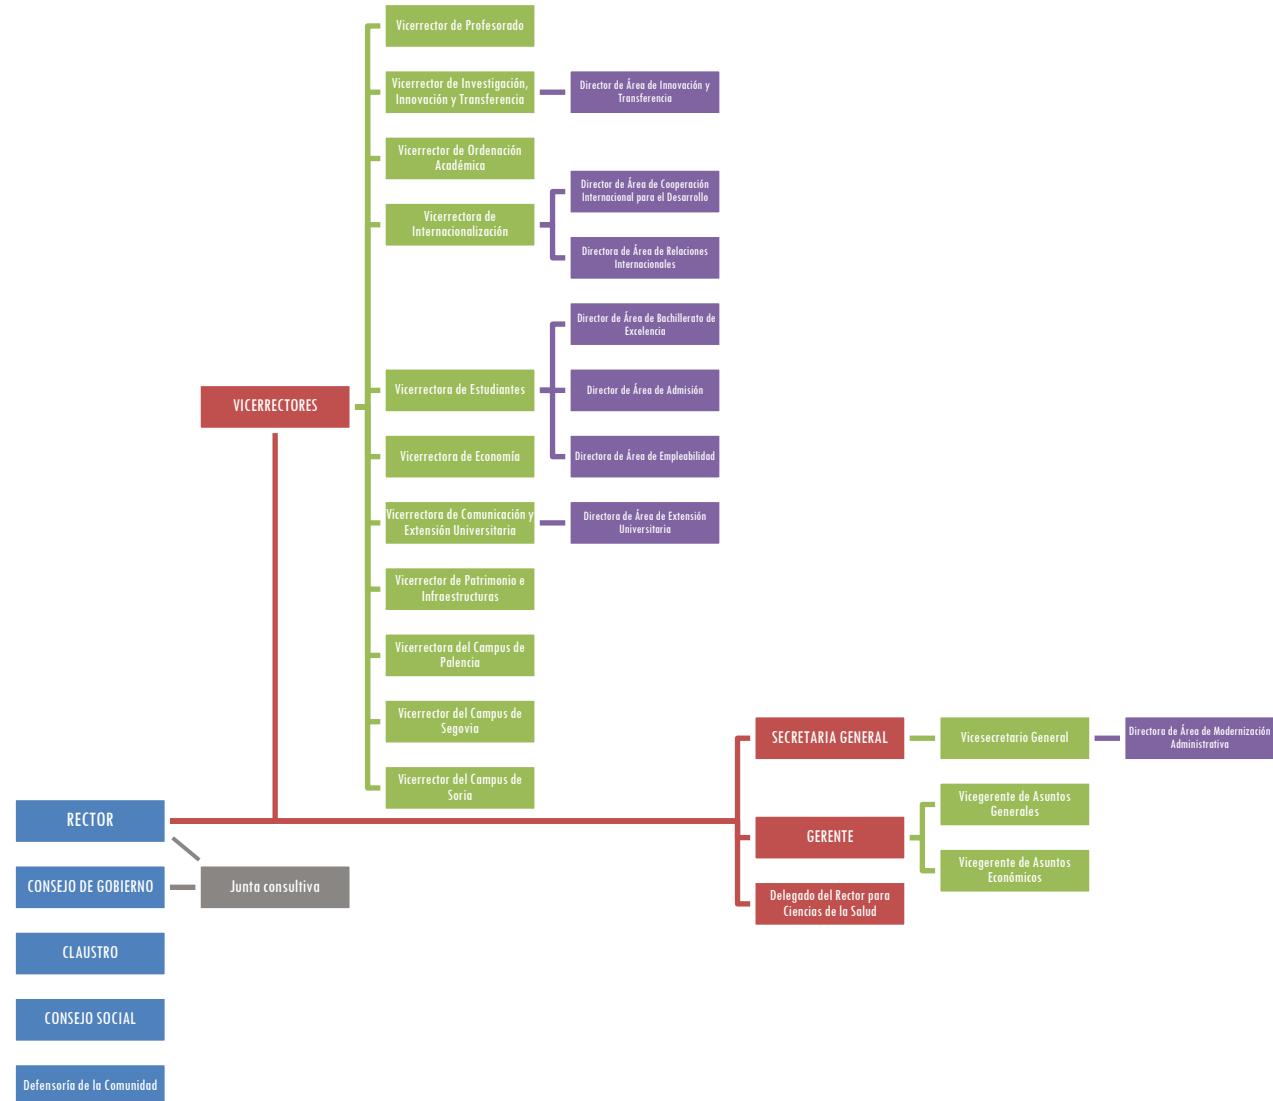 Vicerrector de Profesorado
Vicerrector de Investigación,
Innovación y Transferencia
Director de Área de Innovación y
Transferencia
Vicerrector de Ordenación
Académica
Vicerrectora de
Internacionalización
Director de Área de Cooperación
Internacional para el Desarrollo
Directora de Área de Relaciones
Internacionales
Director de Área de Bachillerato de
Excelencia
VICERRECTORES
Vicerrectora de Estudiantes
Director de Área de Admisión
Vicerrectora de Economía
Directora de Área de Empleabilidad
Vicerrectora de Comunicación y
Extensión Universitaria
Directora de Área de Extensión
Universitaria
Vicerrector de Patrimonio e
Infraestructuras
Vicerrectora del Campus de
Palencia
Vicerrector del Campus de
Segovia
Vicerrector del Campus de
Soria
SECRETARIA GENERAL
Vicesecretario General
Directora de Área de Modernización
Administrativa
RECTOR
GERENTE
Vicegerente de Asuntos
Generales
Vicegerente de Asuntos
Económicos
CONSEJO DE GOBIERNO
Junta consultiva
Delegado del Rector para
Ciencias de la Salud
CLAUSTRO
CONSEJO SOCIAL
Defensoría de la Comunidad